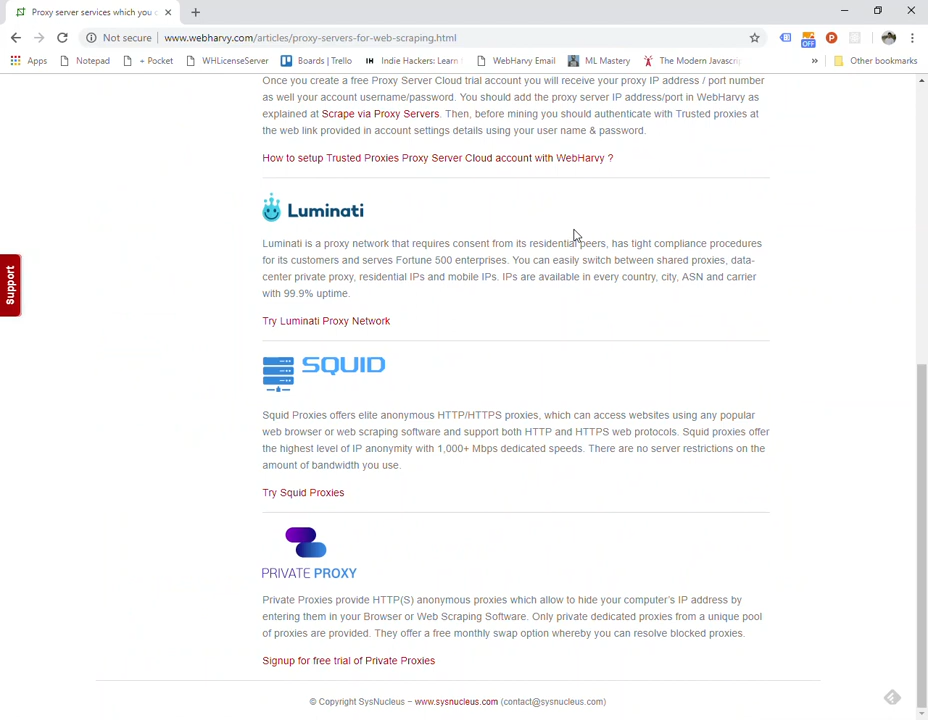 Proxy server services which you c
Not secure | www.webharvy.com/articles/proxy-servers-for-web-scraping.html
OFF
P
Apps Notepad + Pocket WHLicenseServer Boards | Trello IH Indie Hackers: Learn WebHarvy Email ML Mastery The Modern Javascrip » Other bookmarks
Once you create a free Proxy Server Cloud trial account you will receive your proxy IP address / port number
as well your account username/password. You should add the proxy server IP address/port in WebHarvy as
explained at Scrape via Proxy Servers. Then, before mining you should authenticate with Trusted proxies at
the web link provided in account settings details using your user name & password.
How to setup Trusted Proxies Proxy Server Cloud account with WebHarvy ?
Luminati
Luminati is a proxy network that requires consent from its residential peers, has tight compliance procedures
for its customers and serves Fortune 500 enterprises. You can easily switch between shared proxies, data-
center private proxy, residential IPs and mobile IPs. IPs are available in every country, city, ASN and carrier
with 99.9% uptime.
Support
Try Luminati Proxy Network
SQUID
Squid Proxies offers elite anonymous HTTP/HTTPS proxies, which can access websites using any popular
web browser or web scraping software and support both HTTP and HTTPS web protocols. Squid proxies offer
the highest level of IP anonymity with 1,000+ Mbps dedicated speeds. There are no server restrictions on the
amount of bandwidth you use.
Try Squid Proxies
PRIVATE PROXY
Private Proxies provide HTTP(S) anonymous proxies which allow to hide your computer's IP address by
entering them in your Browser or Web Scraping Software. Only private dedicated proxies from a unique pool
of proxies are provided. They offer a free monthly swap option whereby you can resolve blocked proxies.
Signup for free trial of Private Proxies
© Copyright SysNucleus – www.sysnucleus.com (contact@sysnucleus.com)